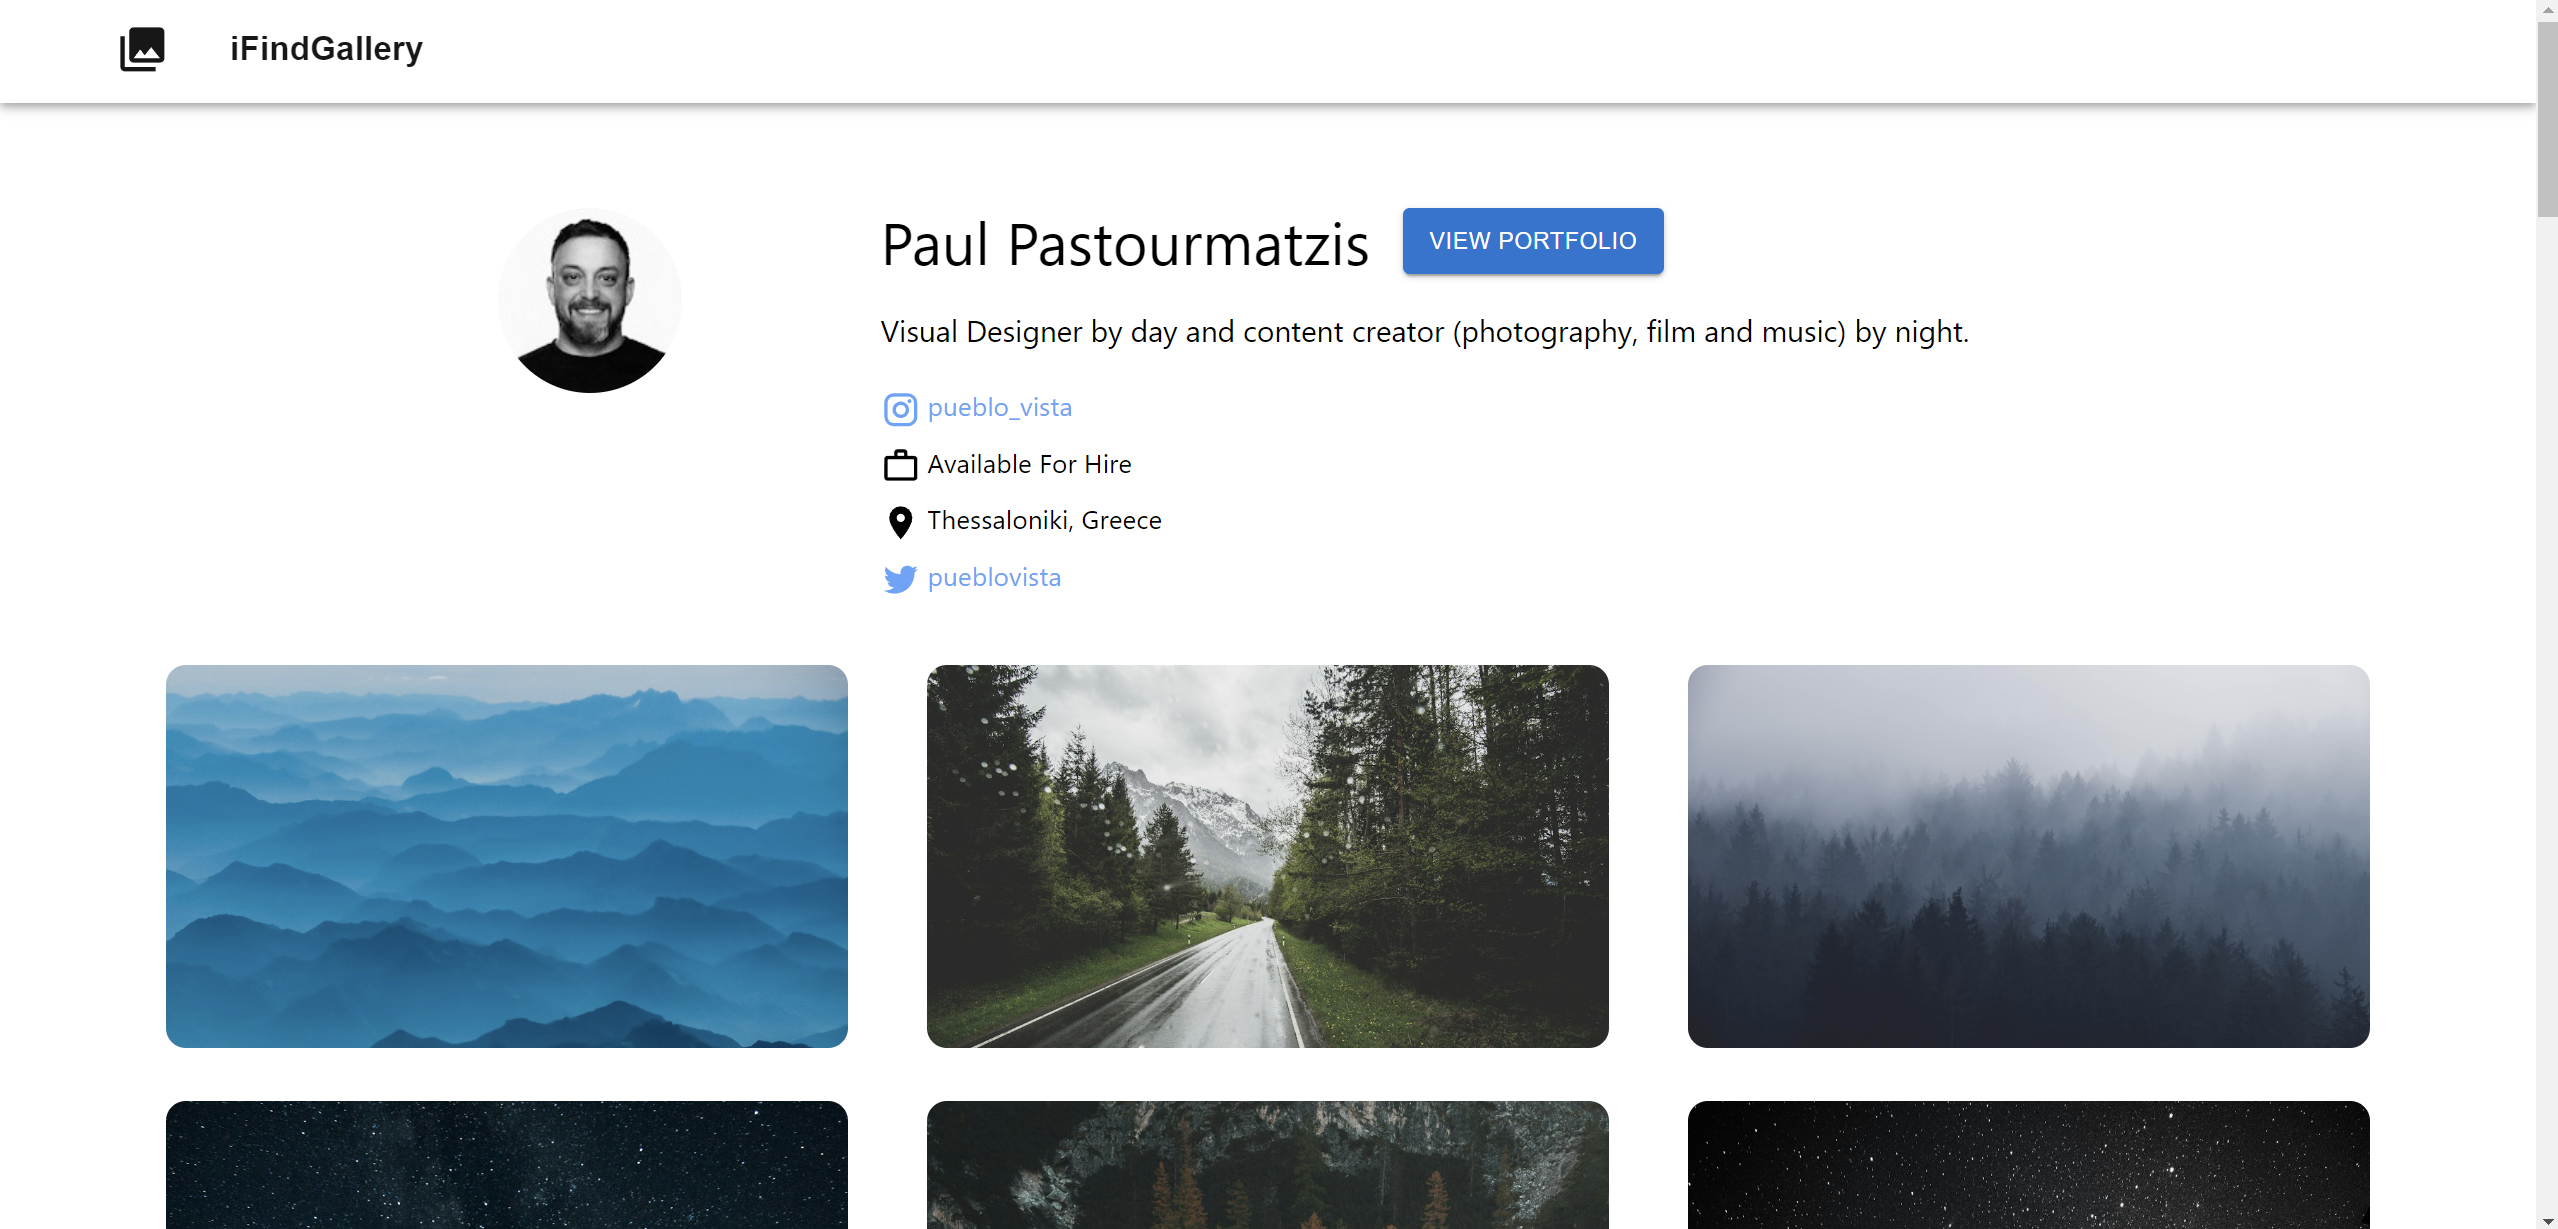 iFindGallery
Paul Pastourmatzis
VIEW PORTFOLIO
Visual Designer by day and content creator (photography, film and music) by night.
pueblo_vista
Available For Hire
Thessaloniki, Greece
pueblovista